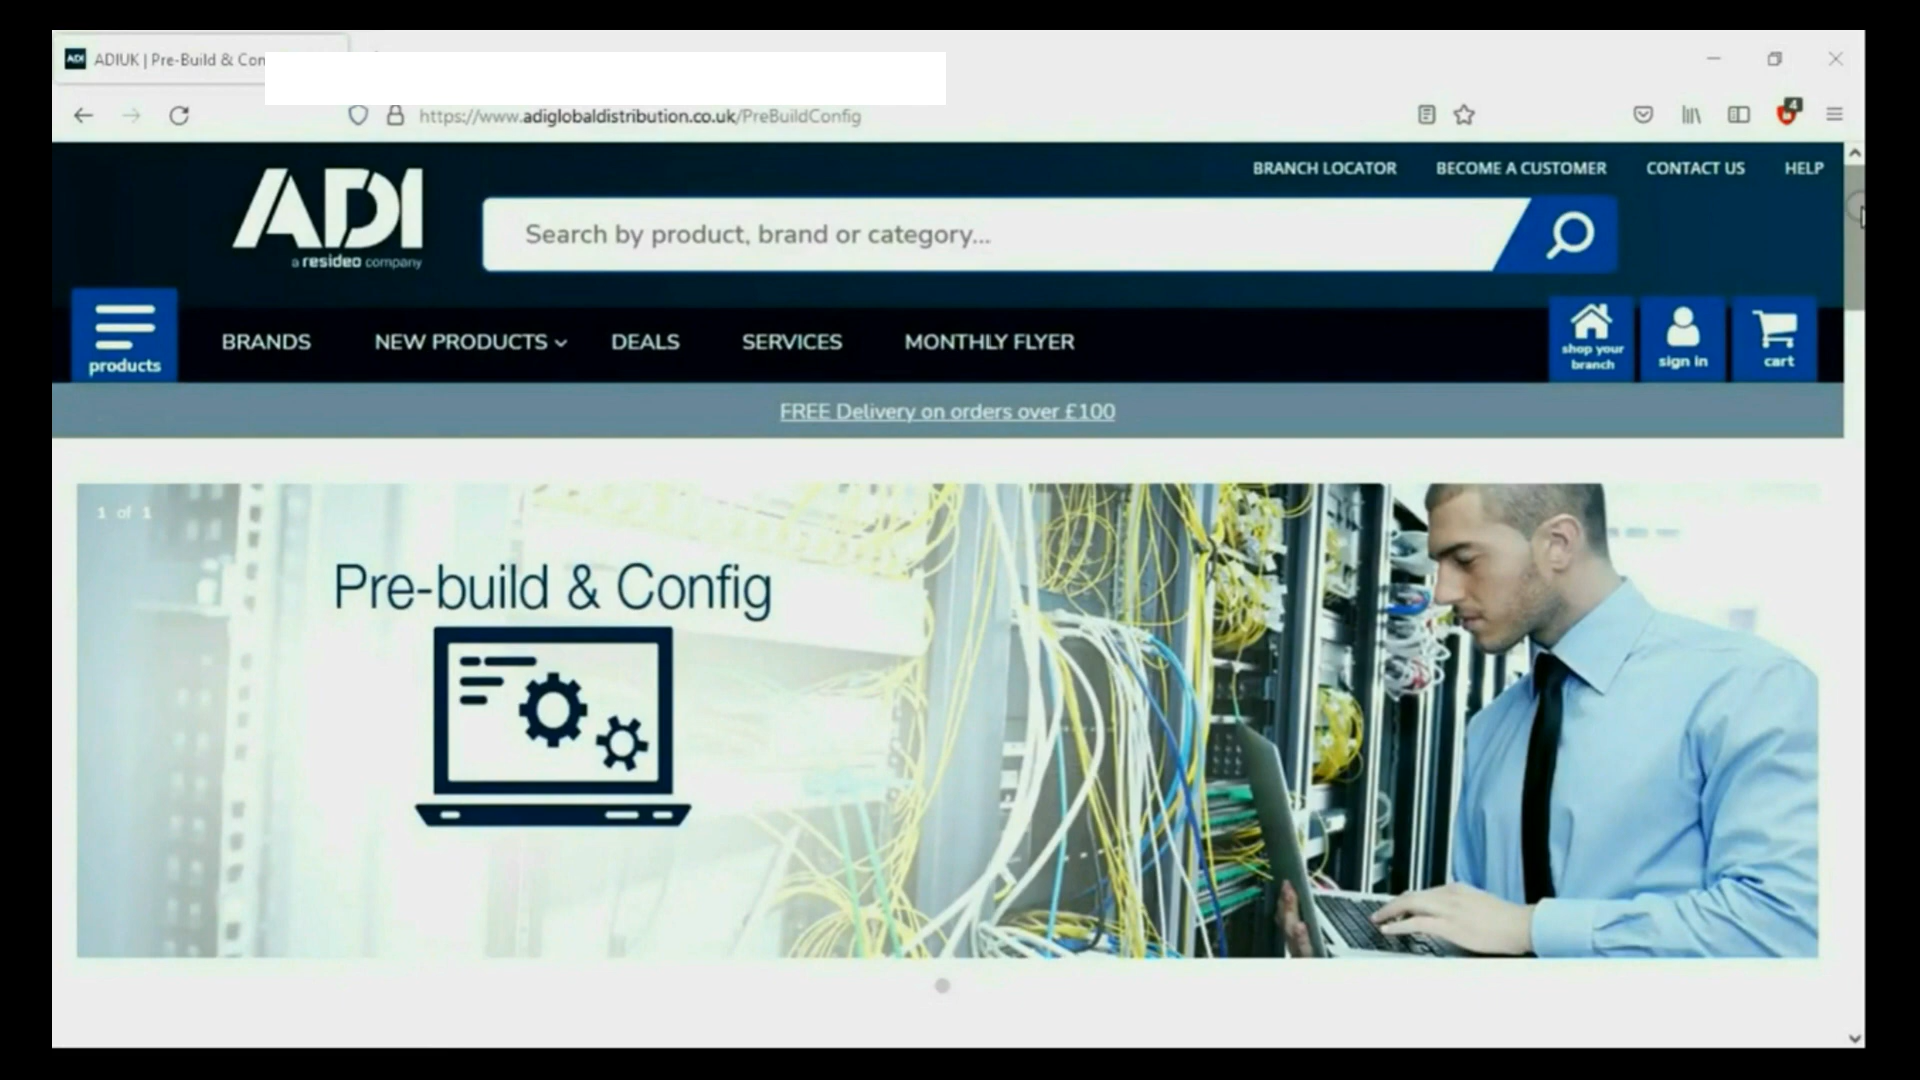 ADIUK | Pre-Build & Con
https://www.adiglobaldistribution.co.uk/PreBuildConfig
4
BRANCH LOCATOR BECOME A CUSTOMER CONTACT US HELP
ADI
a resideo company
Search by product, brand or category...
products
BRANDS NEW PRODUCTS DEALS SERVICES MONTHLY FLYER
shop your branch
sign in
cart
FREE Delivery on orders over £100
1 of 1
Pre-build & Config